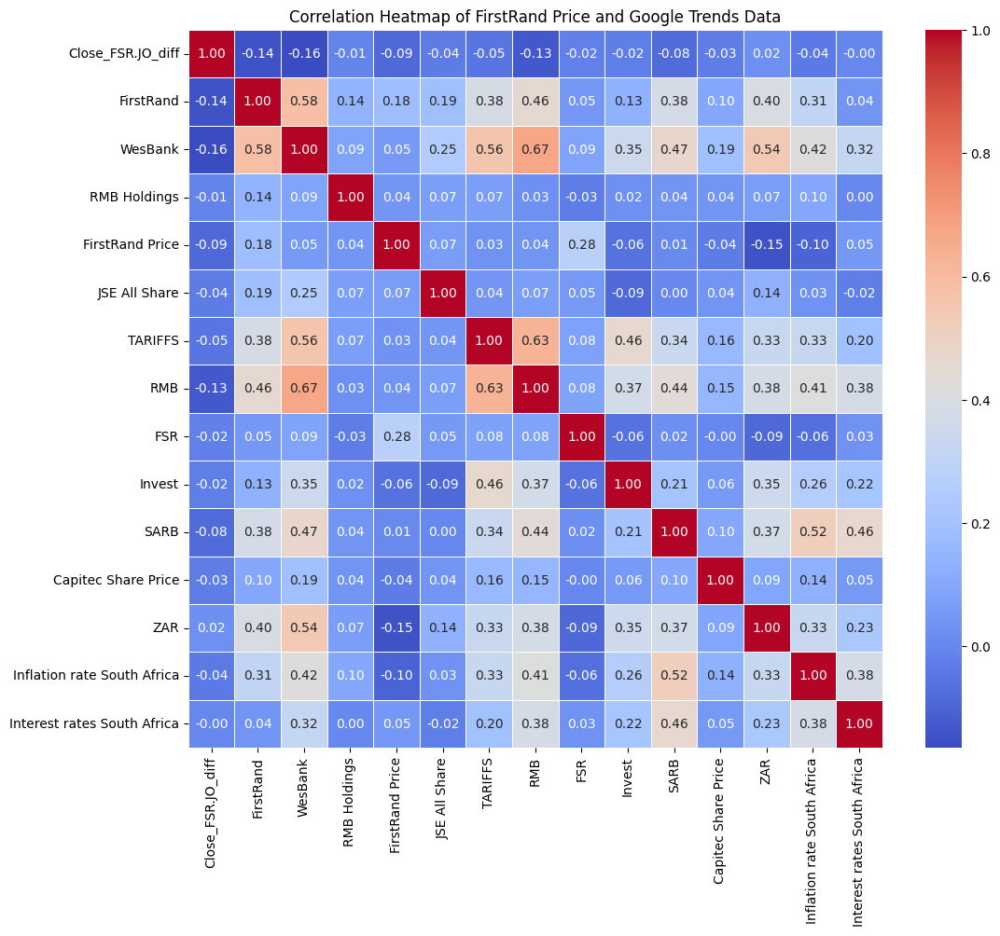 Correlation Heatmap of FirstRand Price and Google Trends Data
Close_FSR.JO_diff 1.00 -0.14 -0.16 -0.01 -0.09 -0.04 -0.05 -0.13 -0.02 -0.02 -0.08 -0.03 0.02 -0.04 -0.00
FirstRand -0.14 1.00 0.58 0.14 0.18 0.19 0.38 0.46 0.05 0.13 0.38 0.10 0.40 0.31 0.04
WesBank -0.16 0.58 1.00 0.09 0.05 0.25 0.56 0.67 0.09 0.35 0.47 0.19 0.54 0.42 0.32
RMB Holdings -0.01 0.14 0.09 1.00 0.04 0.07 0.07 0.03 -0.03 0.02 0.04 0.04 0.07 0.10 0.00
FirstRand Price -0.09 0.18 0.05 0.04 1.00 0.07 0.03 0.04 0.28 -0.06 0.01 -0.04 -0.15 -0.10 0.05
JSE All Share -0.04 0.19 0.25 0.07 0.07 1.00 0.04 0.07 0.05 -0.09 0.00 0.04 0.14 0.03 -0.02
TARIFFS -0.05 0.38 0.56 0.07 0.03 0.04 1.00 0.63 0.08 0.46 0.34 0.16 0.33 0.33 0.20
RMB -0.13 0.46 0.67 0.03 0.04 0.07 0.63 1.00 0.08 0.37 0.44 0.15 0.38 0.41 0.38
FSR -0.02 0.05 0.09 -0.03 0.28 0.05 0.08 0.08 1.00 -0.06 0.02 -0.00 -0.09 -0.06 0.03
Invest -0.02 0.13 0.35 0.02 -0.06 -0.09 0.46 0.37 -0.06 1.00 0.21 0.06 0.35 0.26 0.22
SARB -0.08 0.38 0.47 0.04 0.01 0.00 0.34 0.44 0.02 0.21 1.00 0.10 0.37 0.52 0.46
Capitec Share Price -0.03 0.10 0.19 0.04 -0.04 0.04 0.16 0.15 -0.00 0.06 0.10 1.00 0.09 0.14 0.05
ZAR 0.02 0.40 0.54 0.07 -0.15 0.14 0.33 0.38 -0.09 0.35 0.37 0.09 1.00 0.33 0.23
Inflation rate South Africa -0.04 0.31 0.42 0.10 -0.10 0.03 0.33 0.41 -0.06 0.26 0.52 0.14 0.33 1.00 0.38
Interest rates South Africa -0.00 0.04 0.32 0.00 0.05 -0.02 0.20 0.38 0.03 0.22 0.46 0.05 0.23 0.38 1.00
Close_FSR.JO_diff
FirstRand
WesBank
RMB Holdings
FirstRand Price
JSE All Share
TARIFFS
RMB
FSR
Invest
SARB
Capitec Share Price
ZAR
Inflation rate South Africa
Interest rates South Africa
1.0
0.8
0.6
0.4
0.2
0.0